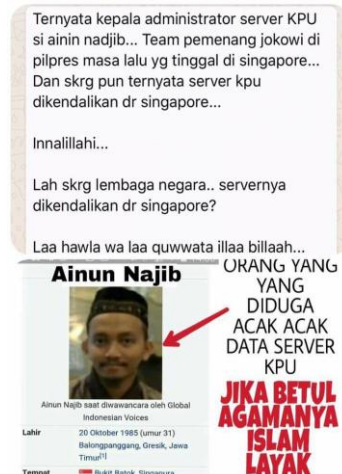 Ternyata kepala administrator server KPU
si ainin nadjib... Team pemenang jokowi di
pilpres masa lalu yg tinggal di singapore...
Dan skrg pun ternyata server kpu
dikendalikan dr singapore...
Innalillahi...
Lah skrg lembaga negara.. servernya
dikendalikan dr singapore?
Laa hawla wa laa quwwata illaa billaah...
Ainun Najib
Ainun Najib saat diwawancara oleh Global
Indonesian Voices
Lahir 20 Oktober 1985 (umur 31)
Balongpanggang, Gresik, Jawa
Timur[1]
Tempat Bukit Batok, Singapura
ORANG YANG
YANG
DIDUGA
ACAK ACAK
DATA SERVER
KPU
JIKA BETUL
AGAMANYA
ISLAM
LAYAK